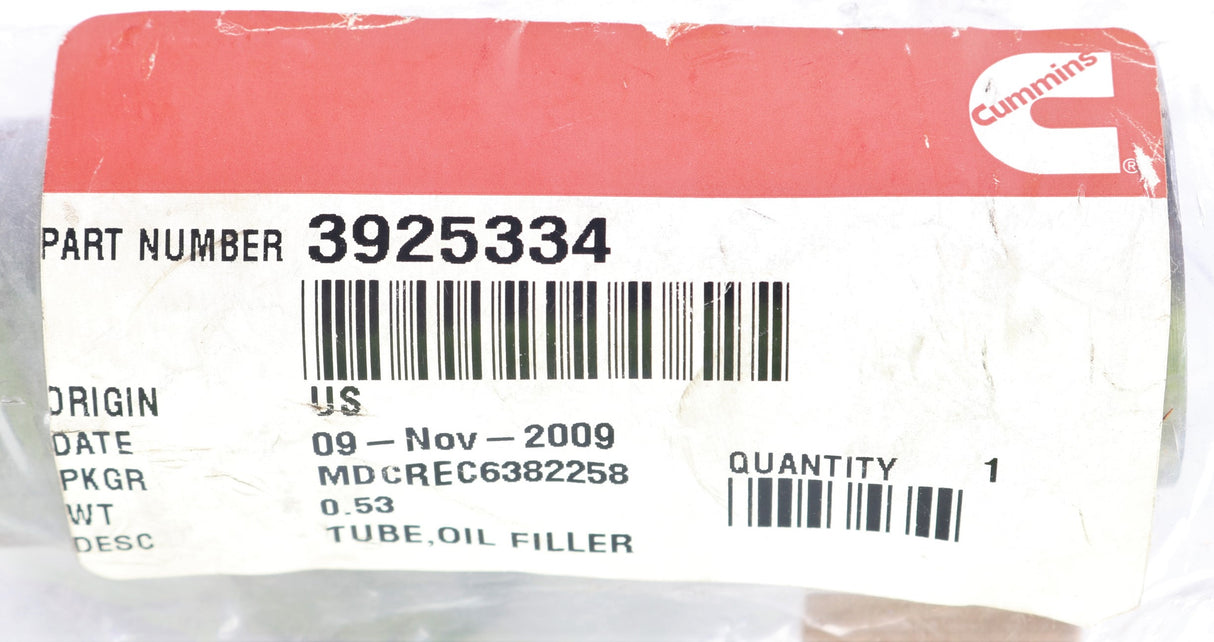 Cummins
®
PART NUMBER 3925334
ORIGIN US
DATE 09-Nov-2009
PKGR MDCREC6382258
QUANTITY 1
WT 0.53
DESC TUBE,OIL FILLER